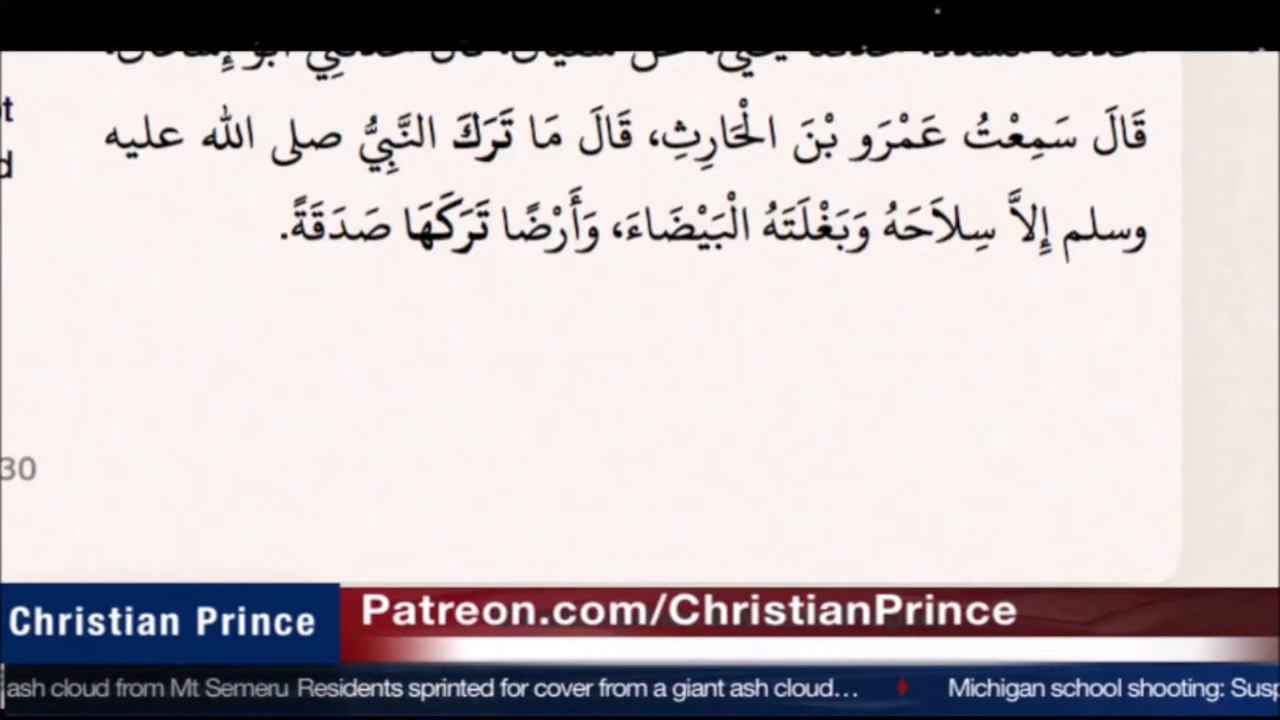 قَالَ سَمِعْتُ عَمْرَو بْنَ الْحَارِثِ، قَالَ مَا تَرَكَ النَّبِيُّ صلى الله عليه
وسلم إِلاَّ سِلاَحَهُ وَبَغْلَتَهُ الْبَيْضَاءَ، وَأَرْضًا تَرَكَهَا صَدَقَةً.
30
Christian Prince
Patreon.com/ChristianPrince
ash cloud from Mt Semeru Residents sprinted for cover from a giant ash cloud... Michigan school shooting: Susp